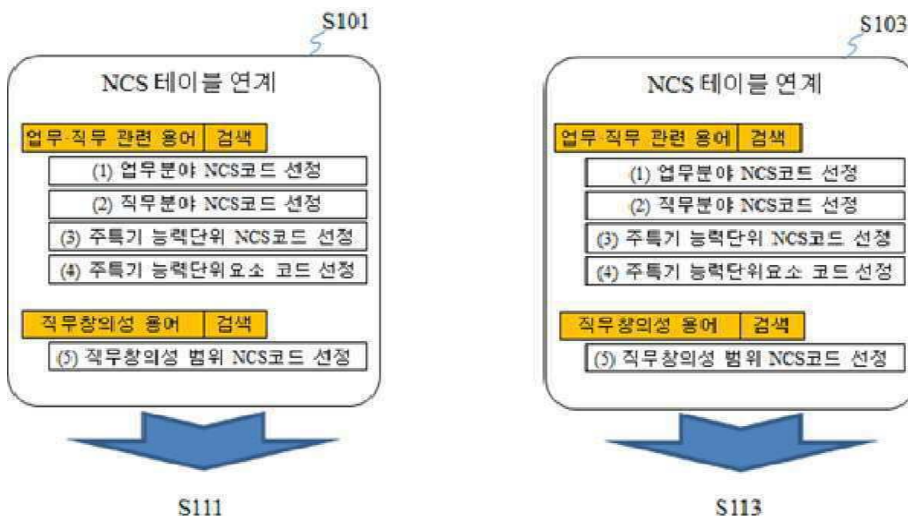 S101
NCS 테이블 연계
업무·직무 관련 용어 검색
(1) 업무분야 NCS코드 선정
(2) 직무분야 NCS코드 선정
(3) 주특기 능력단위 NCS코드 선정
(4) 주특기 능력단위요소 코드 선정
직무창의성 용어 검색
(5) 직무창의성 범위 NCS코드 선정
S111
S103
NCS 테이블 연계
업무·직무 관련 용어 검색
(1) 업무분야 NCS코드 선정
(2) 직무분야 NCS코드 선정
(3) 주특기 능력단위 NCS코드 선정
(4) 주특기 능력단위요소 코드 선정
직무창의성 용어 검색
(5) 직무창의성 범위 NCS코드 선정
S113